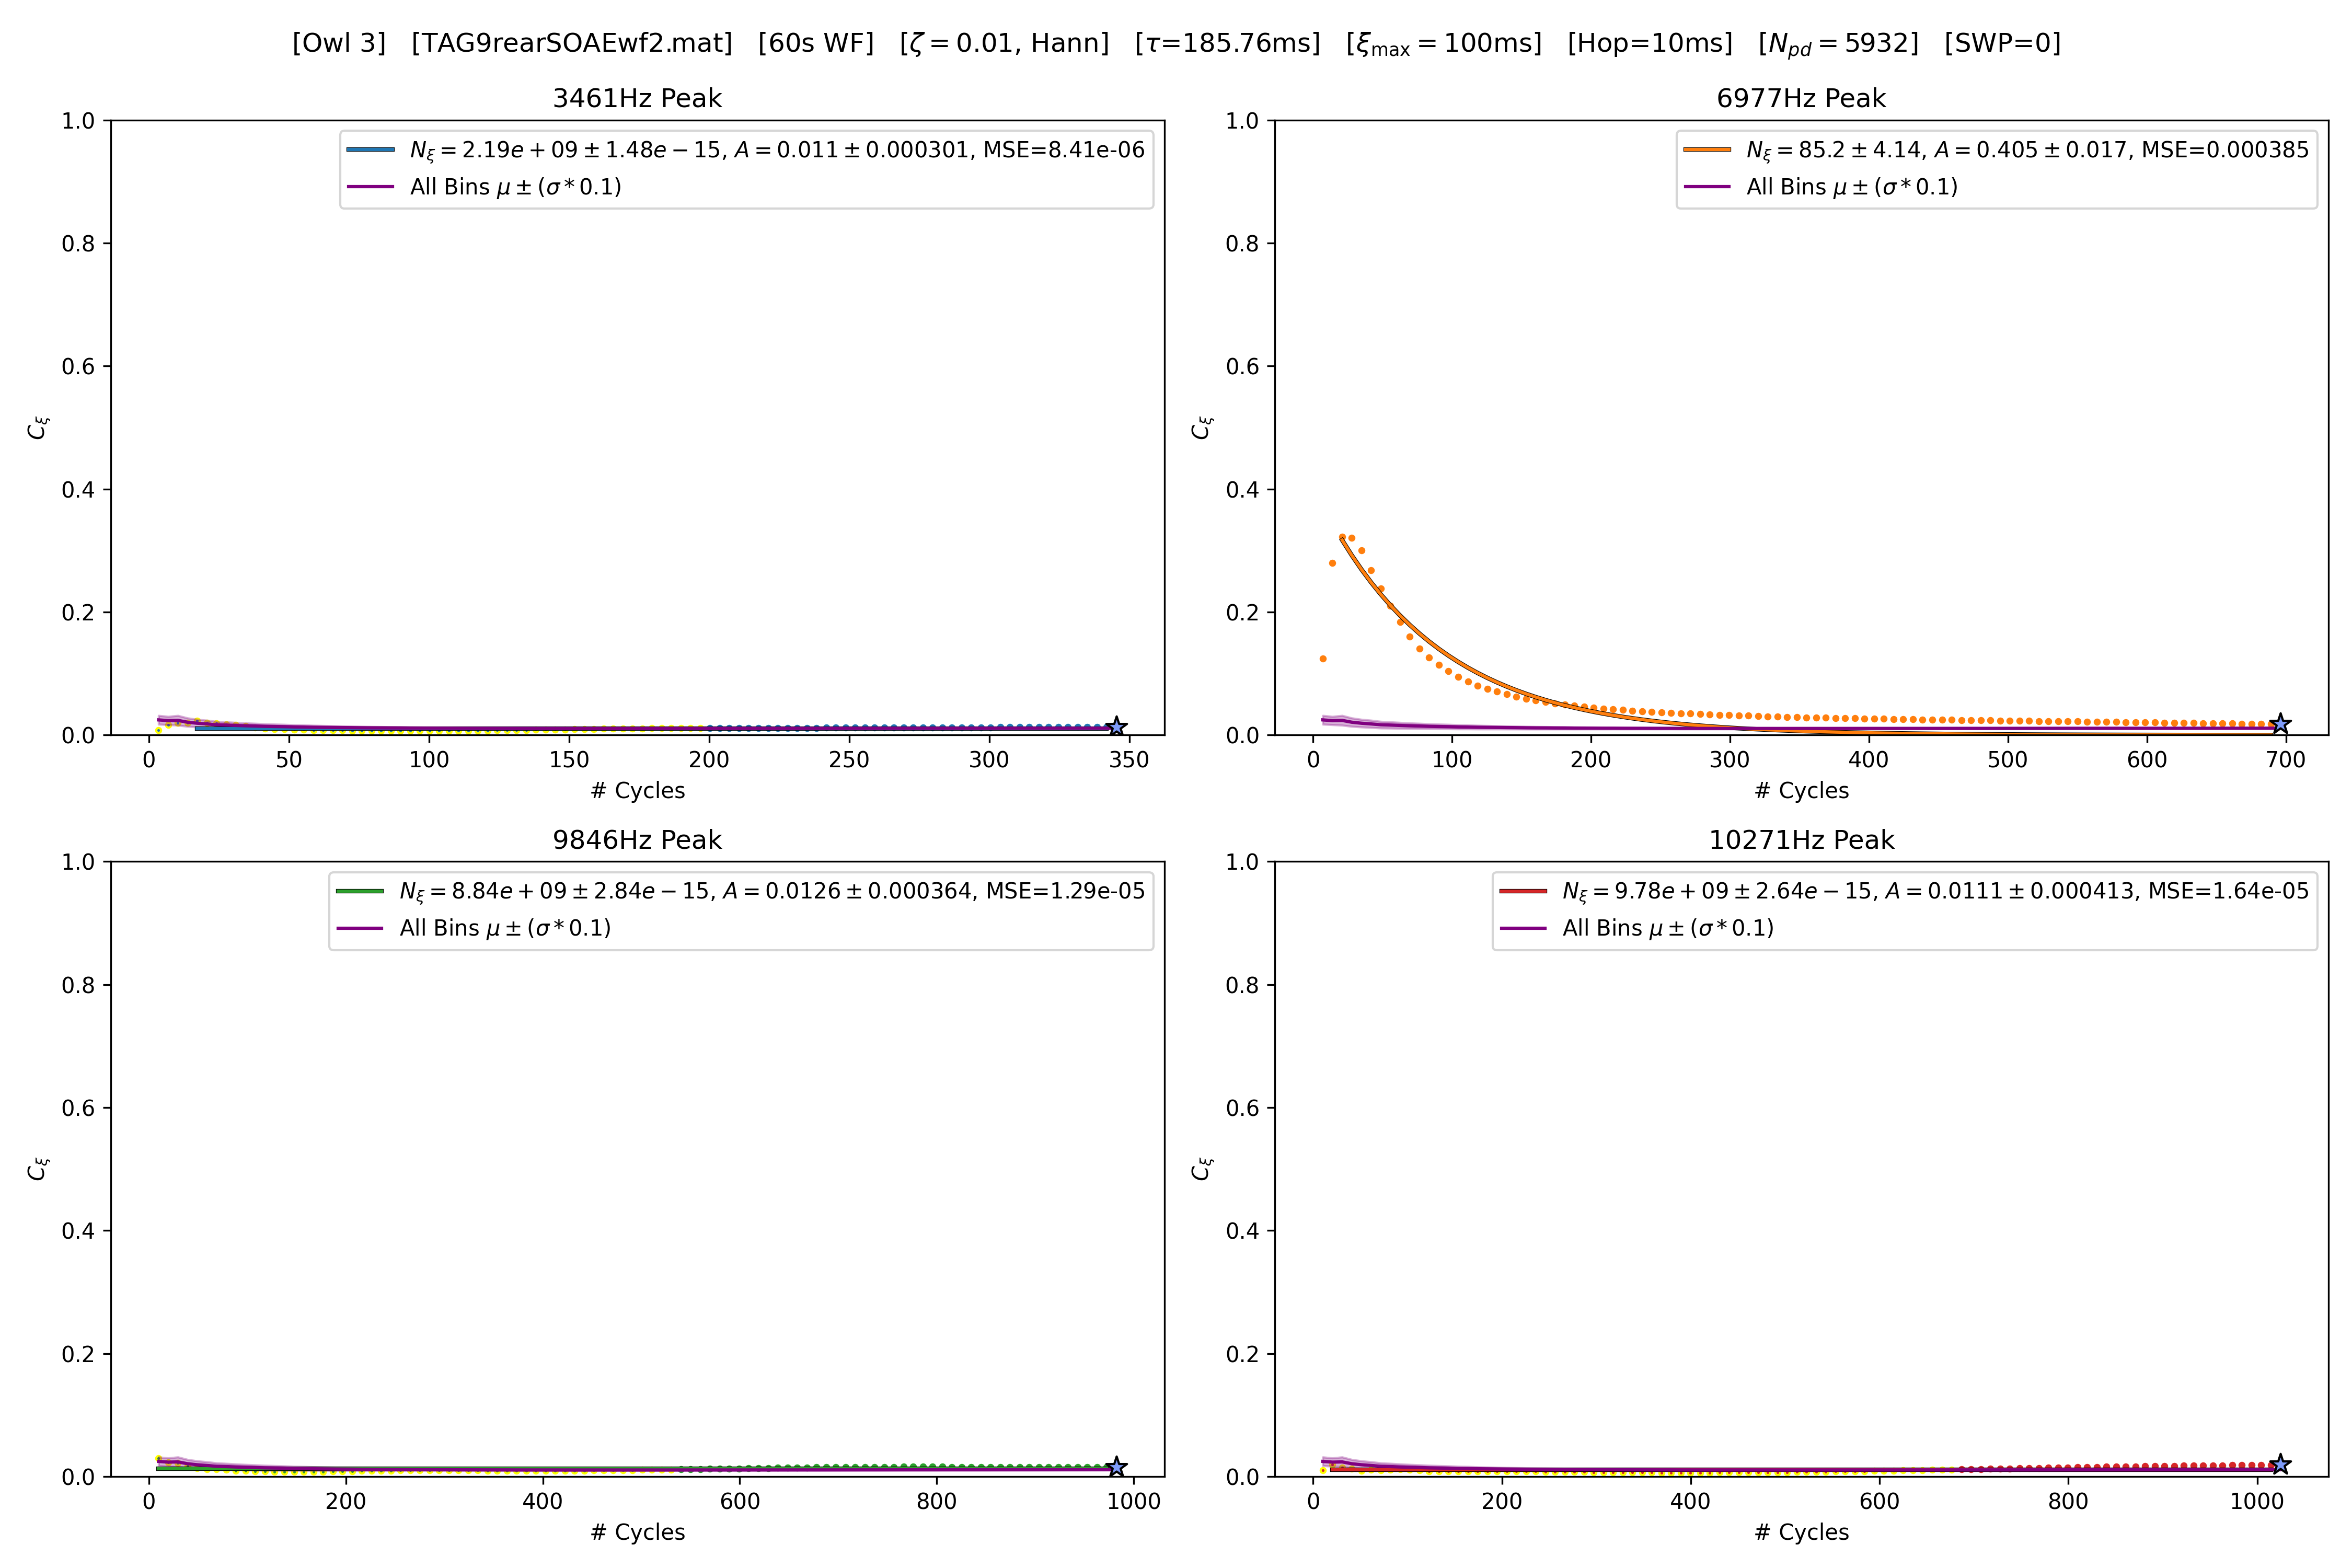 [Owl 3] [TAG9rearSOAEwf2.mat] [60s WF] [ζ = 0.01, Hann] [τ=185.76ms] [ξmax = 100ms] [Hop=10ms] [Npd = 5932] [SWP=0]
3461Hz Peak
Nξ = 2.19e + 09 ± 1.48e − 15, A = 0.011 ± 0.000301, MSE=8.41e-06
All Bins μ ± (σ * 0.1)
1.0
0.8
0.6
0.4
0.2
0.0
Cξ
0 50 100 150 200 250 300 350
# Cycles
6977Hz Peak
Nξ = 85.2 ± 4.14, A = 0.405 ± 0.017, MSE=0.000385
All Bins μ ± (σ * 0.1)
1.0
0.8
0.6
0.4
0.2
0.0
Cξ
0 100 200 300 400 500 600 700
# Cycles
9846Hz Peak
Nξ = 8.84e + 09 ± 2.84e − 15, A = 0.0126 ± 0.000364, MSE=1.29e-05
All Bins μ ± (σ * 0.1)
1.0
0.8
0.6
0.4
0.2
0.0
Cξ
0 200 400 600 800 1000
# Cycles
10271Hz Peak
Nξ = 9.78e + 09 ± 2.64e − 15, A = 0.0111 ± 0.000413, MSE=1.64e-05
All Bins μ ± (σ * 0.1)
1.0
0.8
0.6
0.4
0.2
0.0
Cξ
0 200 400 600 800 1000
# Cycles